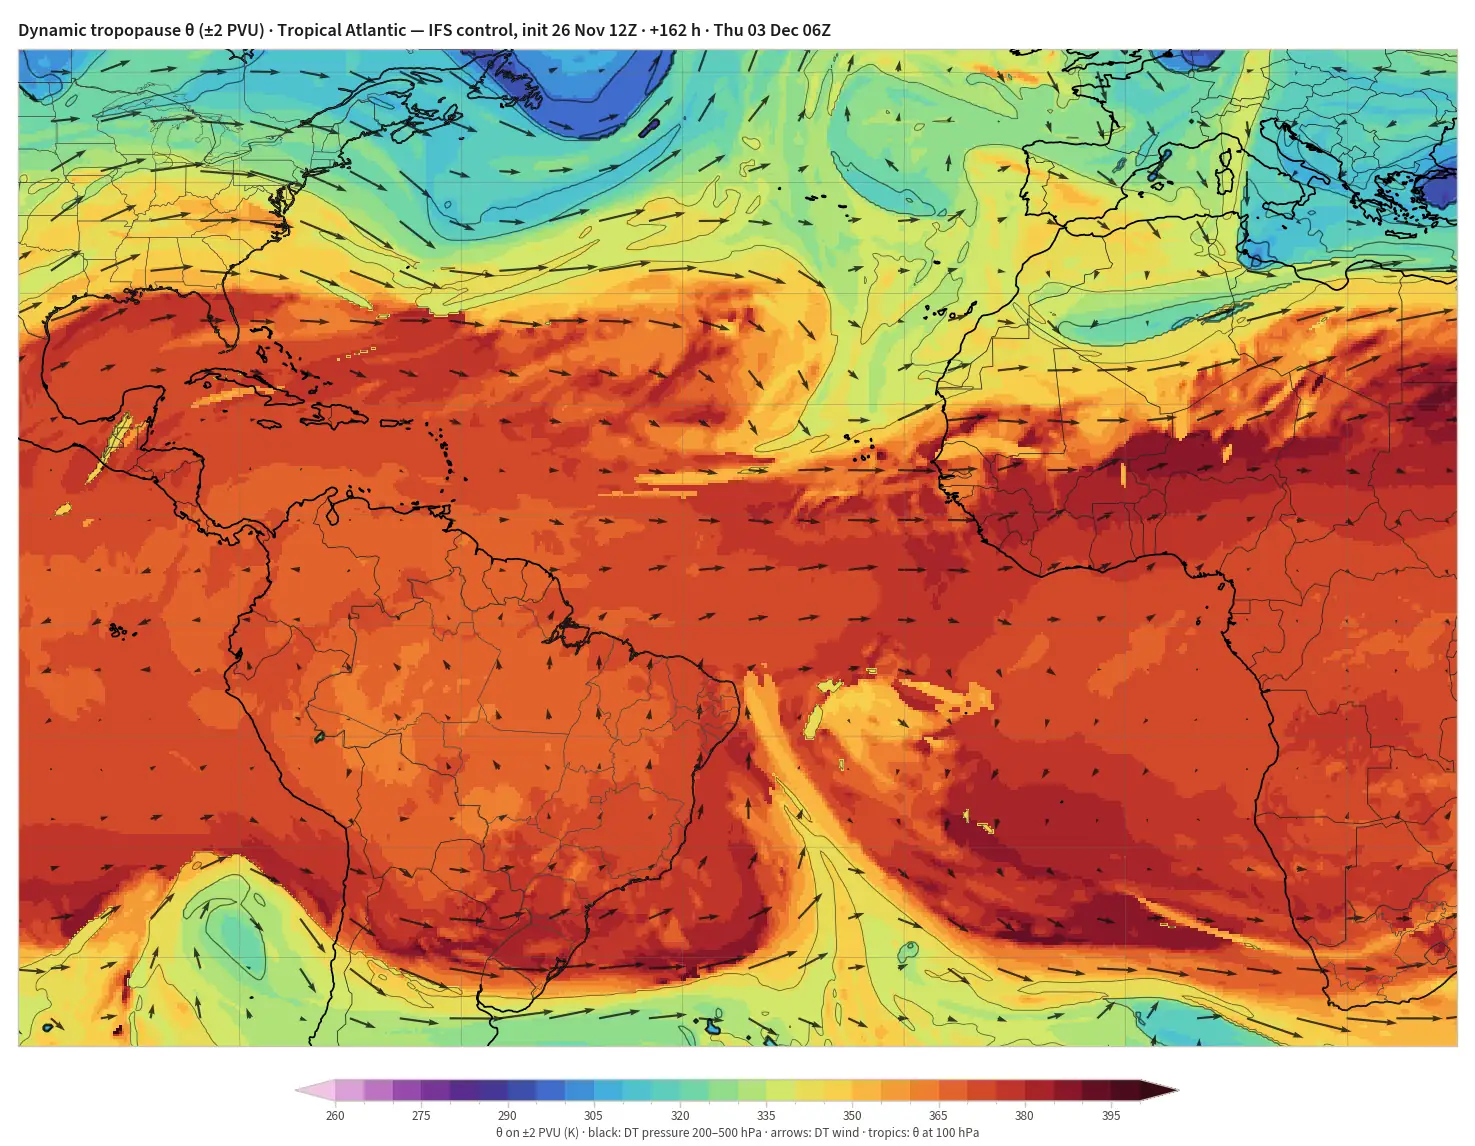 Dynamic tropopause θ (±2 PVU) · Tropical Atlantic — IFS control, init 26 Nov 12Z · +162 h · Thu 03 Dec 06Z
260 275 290 305 320 335 350 365 380 395
θ on ±2 PVU (K) · black: DT pressure 200–500 hPa · arrows: DT wind · tropics: θ at 100 hPa